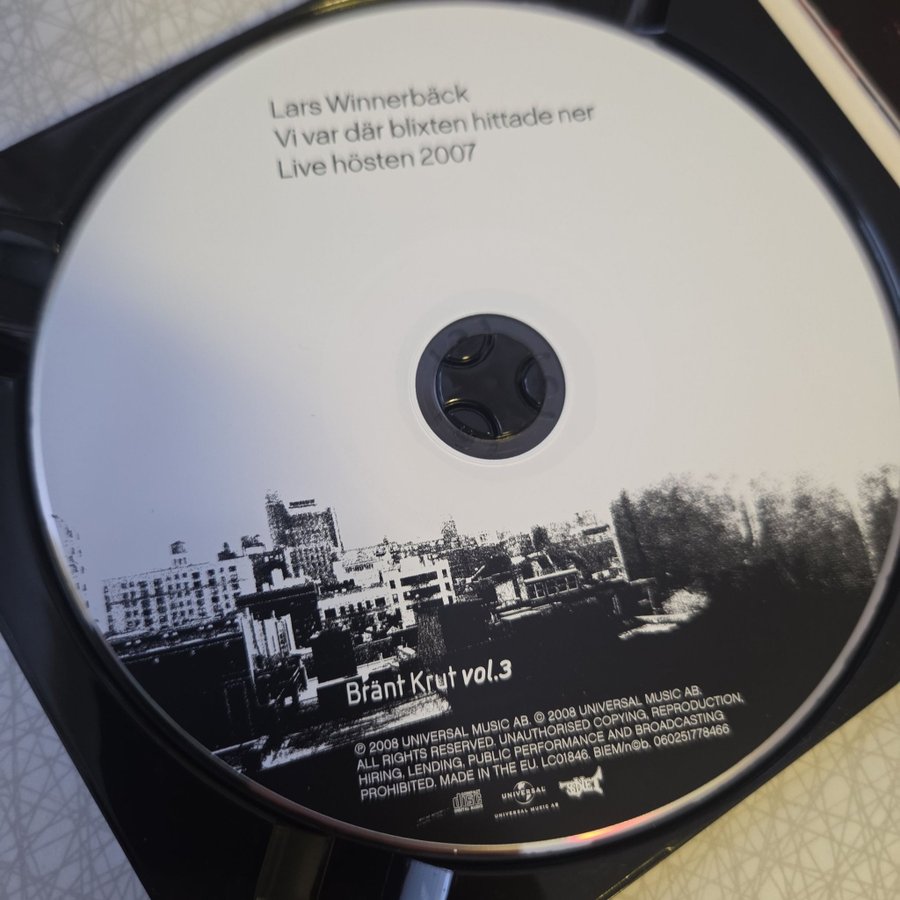 Lars Winnerbäck
Vi var där blixten hittade ner
Live hösten 2007
Bränt Krut vol.3
℗ 2008 UNIVERSAL MUSIC AB. © 2008 UNIVERSAL MUSIC AB.
ALL RIGHTS RESERVED. UNAUTHORISED COPYING, REPRODUCTION,
HIRING, LENDING, PUBLIC PERFORMANCE AND BROADCASTING
PROHIBITED. MADE IN THE EU. LC01846. BIEM/n©b. 060251778466
DIGITAL AUDIO
UNIVERSAL
UNIVERSAL MUSIC AB